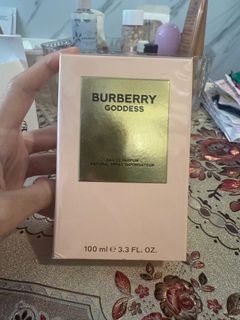 BURBERRY
GODDESS
EAU DE PARFUM
NATURAL SPRAY VAPORISATEUR
100 ml ℮ 3.3 FL. OZ.